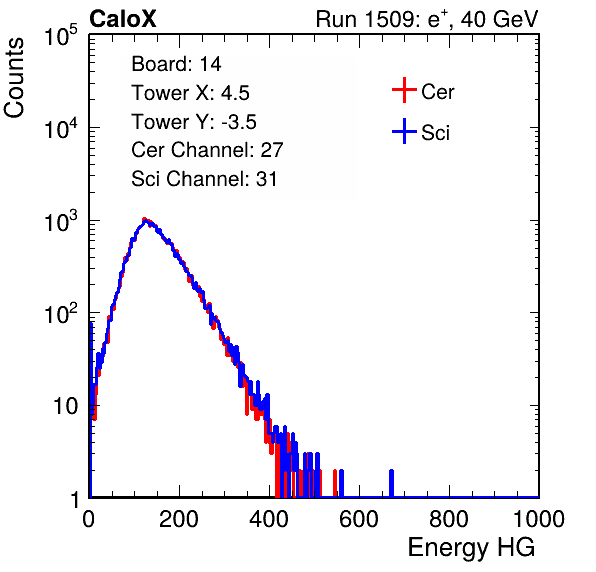 CaloX Run 1509: e⁺, 40 GeV
Counts
Board: 14
Tower X: 4.5
Tower Y: -3.5
Cer Channel: 27
Sci Channel: 31
Cer
Sci
10⁵
10⁴
10³
10²
10
1
0 200 400 600 800 1000
Energy HG